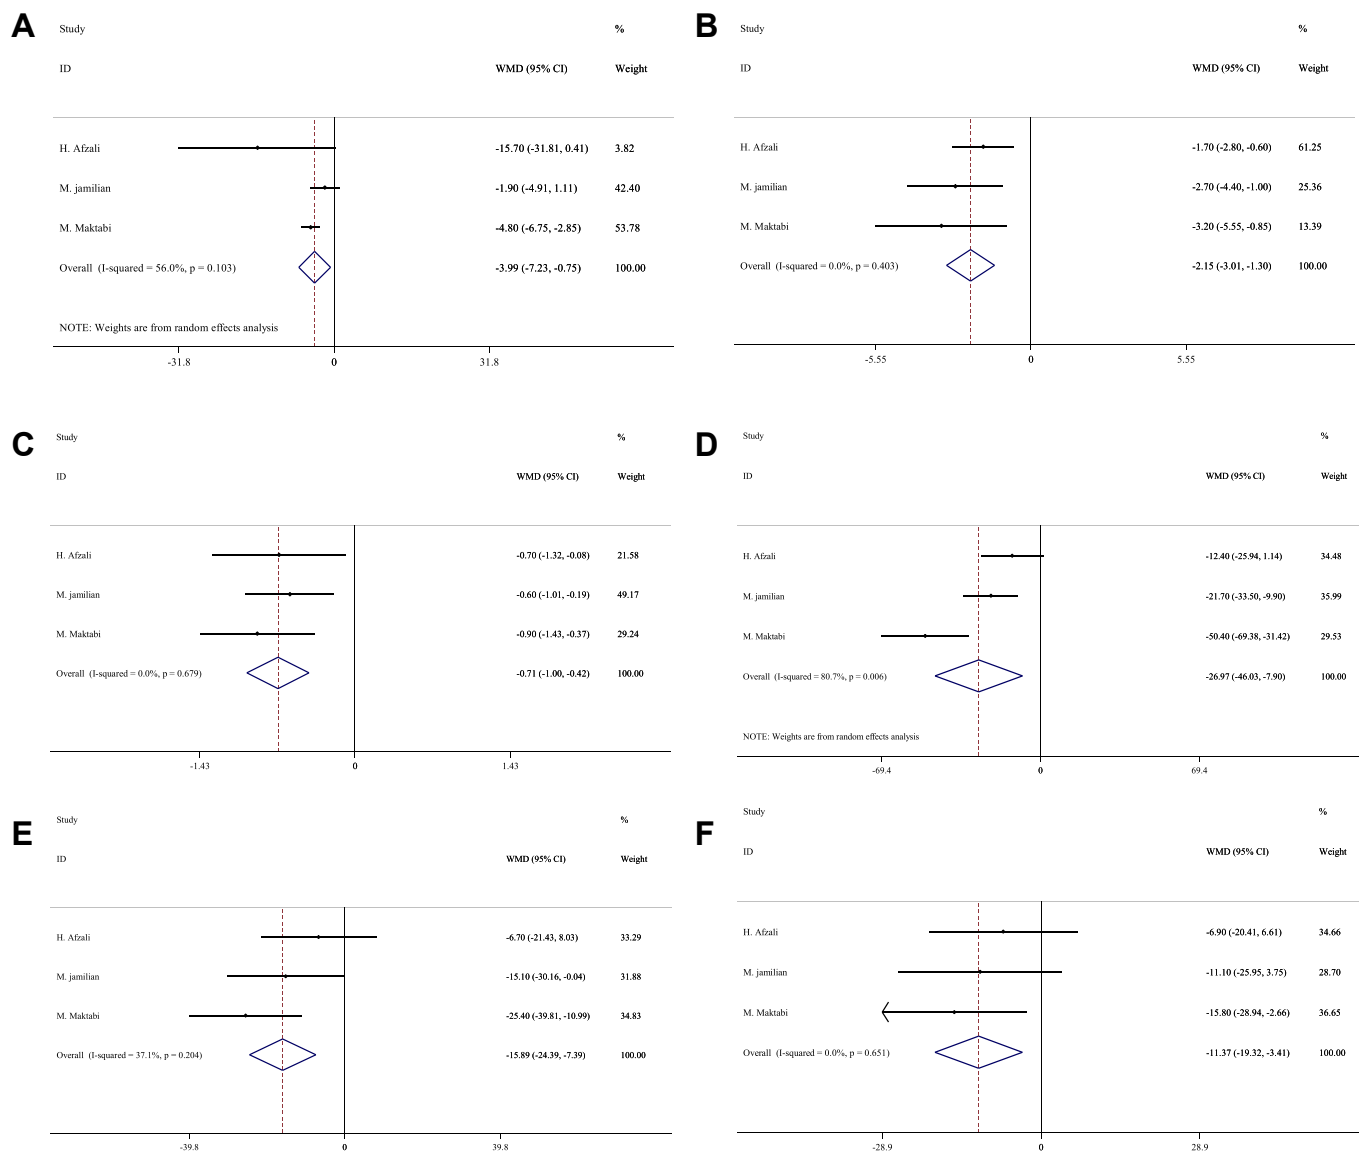 A
Study %
ID WMD (95% CI) Weight
H. Afzali -15.70 (-31.81, 0.41) 3.82
M. jamilian -1.90 (-4.91, 1.11) 42.40
M. Maktabi -4.80 (-6.75, -2.85) 53.78
Overall (I-squared = 56.0%, p = 0.103) -3.99 (-7.23, -0.75) 100.00
NOTE: Weights are from random effects analysis
-31.8 0 31.8
B
Study %
ID WMD (95% CI) Weight
H. Afzali -1.70 (-2.80, -0.60) 61.25
M. jamilian -2.70 (-4.40, -1.00) 25.36
M. Maktabi -3.20 (-5.55, -0.85) 13.39
Overall (I-squared = 0.0%, p = 0.403) -2.15 (-3.01, -1.30) 100.00
-5.55 0 5.55
C
Study %
ID WMD (95% CI) Weight
H. Afzali -0.70 (-1.32, -0.08) 21.58
M. jamilian -0.60 (-1.01, -0.19) 49.17
M. Maktabi -0.90 (-1.43, -0.37) 29.24
Overall (I-squared = 0.0%, p = 0.679) -0.71 (-1.00, -0.42) 100.00
-1.43 0 1.43
D
Study %
ID WMD (95% CI) Weight
H. Afzali -12.40 (-25.94, 1.14) 34.48
M. jamilian -21.70 (-33.50, -9.90) 35.99
M. Maktabi -50.40 (-69.38, -31.42) 29.53
Overall (I-squared = 80.7%, p = 0.006) -26.97 (-46.03, -7.90) 100.00
NOTE: Weights are from random effects analysis
-69.4 0 69.4
E
Study %
ID WMD (95% CI) Weight
H. Afzali -6.70 (-21.43, 8.03) 33.29
M. jamilian -15.10 (-30.16, -0.04) 31.88
M. Maktabi -25.40 (-39.81, -10.99) 34.83
Overall (I-squared = 37.1%, p = 0.204) -15.89 (-24.39, -7.39) 100.00
-39.8 0 39.8
F
Study %
ID WMD (95% CI) Weight
H. Afzali -6.90 (-20.41, 6.61) 34.66
M. jamilian -11.10 (-25.95, 3.75) 28.70
M. Maktabi -15.80 (-28.94, -2.66) 36.65
Overall (I-squared = 0.0%, p = 0.651) -11.37 (-19.32, -3.41) 100.00
-28.9 0 28.9